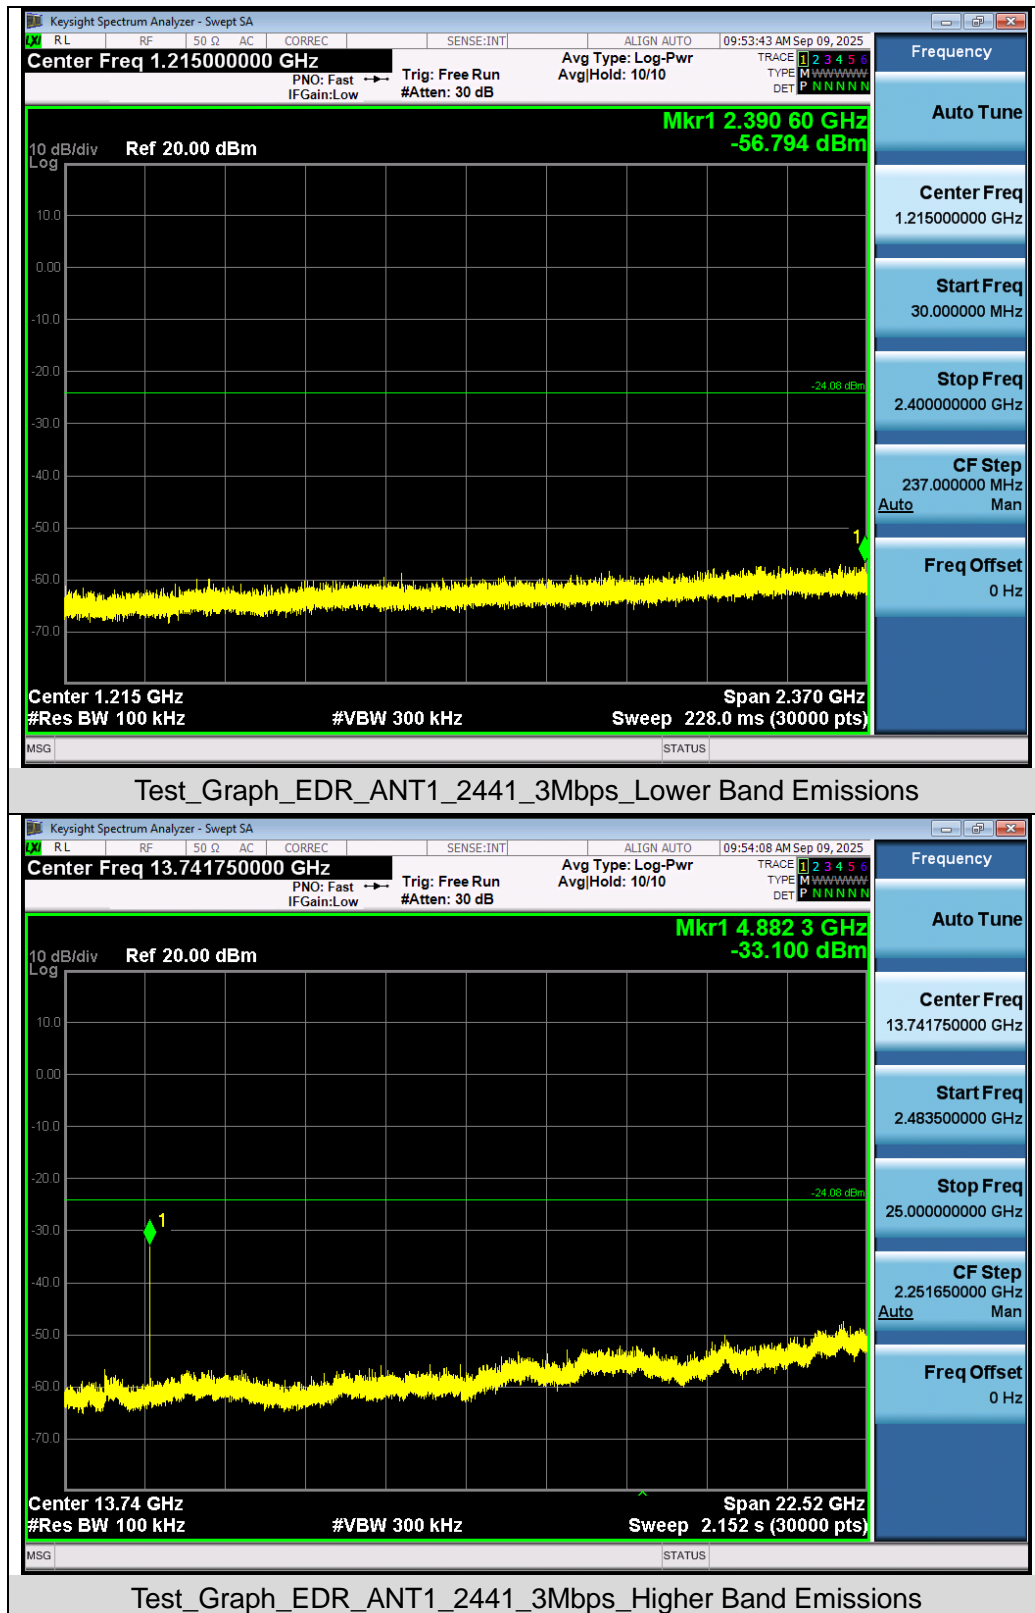 Keysight Spectrum Analyzer - Swept SA
LXI RL RF 50 Ω AC CORREC SENSE:INT ALIGN AUTO 09:53:43 AM Sep 09, 2025
Center Freq 1.215000000 GHz
PNO: Fast
IFGain:Low
Trig: Free Run
#Atten: 30 dB
Avg Type: Log-Pwr
Avg|Hold: 10/10
TRACE 1 2 3 4 5 6
TYPE M WWWWW
DET P N N N N N
Mkr1 2.390 60 GHz
-56.794 dBm
10 dB/div Ref 20.00 dBm
Log
10.0
0.00
-10.0
-20.0
-24.08 dBm
-30.0
-40.0
-50.0
1
-60.0
-70.0
Center 1.215 GHz Span 2.370 GHz
#Res BW 100 kHz #VBW 300 kHz Sweep 228.0 ms (30000 pts)
MSG STATUS
Frequency
Auto Tune
Center Freq
1.215000000 GHz
Start Freq
30.000000 MHz
Stop Freq
2.400000000 GHz
CF Step
237.000000 MHz
Auto Man
Freq Offset
0 Hz
Test_Graph_EDR_ANT1_2441_3Mbps_Lower Band Emissions
Keysight Spectrum Analyzer - Swept SA
LXI RL RF 50 Ω AC CORREC SENSE:INT ALIGN AUTO 09:54:08 AM Sep 09, 2025
Center Freq 13.741750000 GHz
PNO: Fast
IFGain:Low
Trig: Free Run
#Atten: 30 dB
Avg Type: Log-Pwr
Avg|Hold: 10/10
TRACE 1 2 3 4 5 6
TYPE M WWWWW
DET P N N N N N
Mkr1 4.882 3 GHz
-33.100 dBm
10 dB/div Ref 20.00 dBm
Log
10.0
0.00
-10.0
-20.0
-24.08 dBm
1
-30.0
-40.0
-50.0
-60.0
-70.0
Center 13.74 GHz Span 22.52 GHz
#Res BW 100 kHz #VBW 300 kHz Sweep 2.152 s (30000 pts)
MSG STATUS
Frequency
Auto Tune
Center Freq
13.741750000 GHz
Start Freq
2.483500000 GHz
Stop Freq
25.000000000 GHz
CF Step
2.251650000 GHz
Auto Man
Freq Offset
0 Hz
Test_Graph_EDR_ANT1_2441_3Mbps_Higher Band Emissions